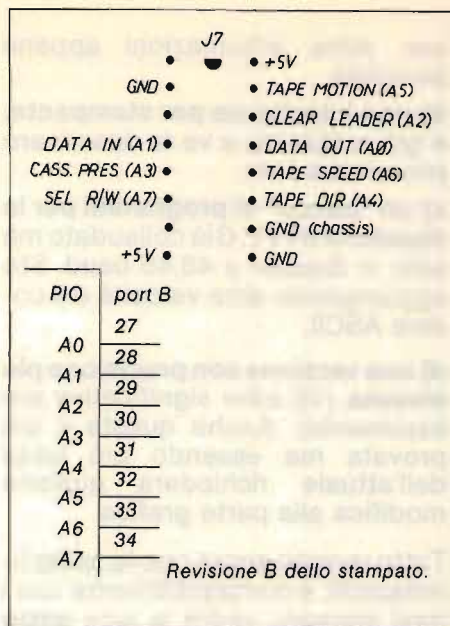 J7
+5V
GND TAPE MOTION (A5)
CLEAR LEADER (A2)
DATA IN (A1) DATA OUT (AØ)
CASS. PRES (A3) TAPE SPEED (A6)
SEL R/W (A7) TAPE DIR (A4)
GND (chassis)
+5V GND
PIO port B
27
A0 28
A1 29
A2 30
A3 31
A4 32
A5 33
A6 34
A7
Revisione B dello stampato.